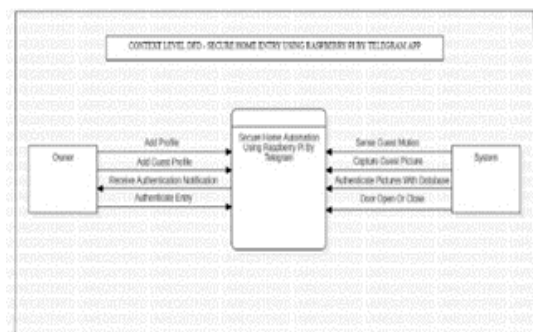 CONTEXT LEVEL DFD - SECURE HOME ENTRY USING RASPBERRY PI BY TELEGRAM APP
Owner
Add Profile
Add Guest Profile
Receive Authentication Notification
Authenticate Entry
Secure Home Automation
Using Raspberry Pi By
Telegram
Sense Guest Motion
Capture Guest Picture
Authenticate Pictures With Database
Door Open Or Close
System